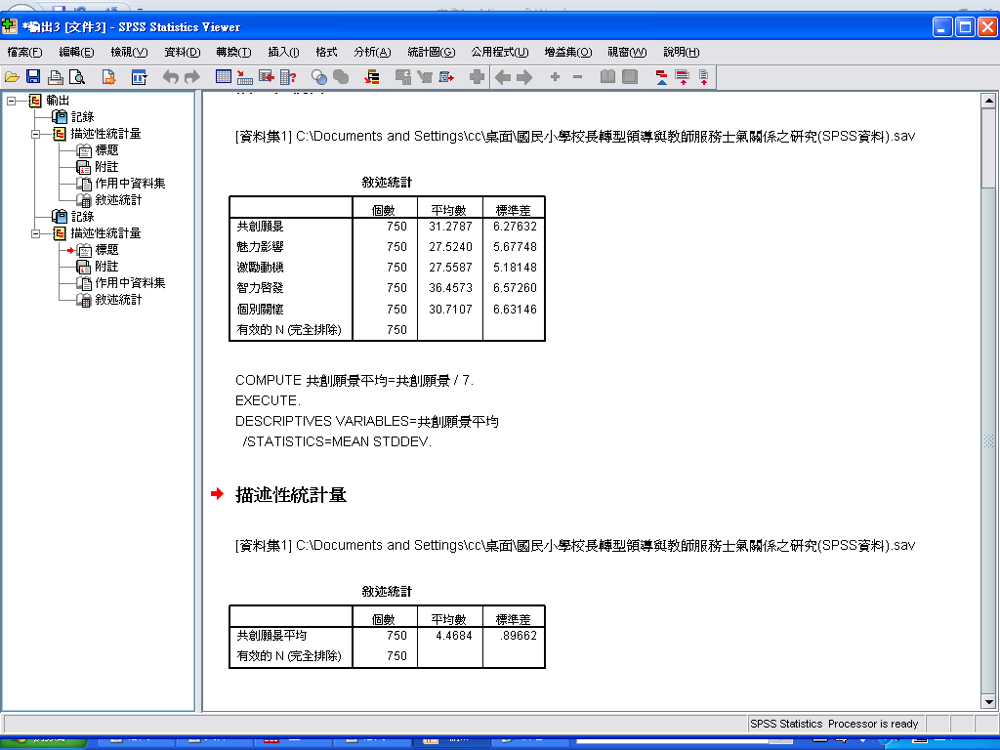 *輸出3 [文件3] - SPSS Statistics Viewer
檔案(F) 編輯(E) 檢視(V) 資料(D) 轉換(T) 插入(I) 格式 分析(A) 統計圖(G) 公用程式(U) 增益集(O) 視窗(W) 說明(H)
輸出
記錄
描述性統計量
標題
附註
作用中資料集
敘述統計
記錄
描述性統計量
標題
附註
作用中資料集
敘述統計
[資料集1] C:\Documents and Settings\cc\桌面\國民小學校長轉型領導與教師服務士氣關係之研究(SPSS資料).sav
敘述統計
個數 平均數 標準差
共創願景 750 31.2787 6.27632
魅力影響 750 27.5240 5.67748
激勵動機 750 27.5587 5.18148
智力啓發 750 36.4573 6.57260
個別關懷 750 30.7107 6.63146
有效的 N (完全排除) 750
COMPUTE 共創願景平均=共創願景 / 7.
EXECUTE.
DESCRIPTIVES VARIABLES=共創願景平均
/STATISTICS=MEAN STDDEV.
描述性統計量
[資料集1] C:\Documents and Settings\cc\桌面\國民小學校長轉型領導與教師服務士氣關係之研究(SPSS資料).sav
敘述統計
個數 平均數 標準差
共創願景平均 750 4.4684 .89662
有效的 N (完全排除) 750
SPSS Statistics Processor is ready